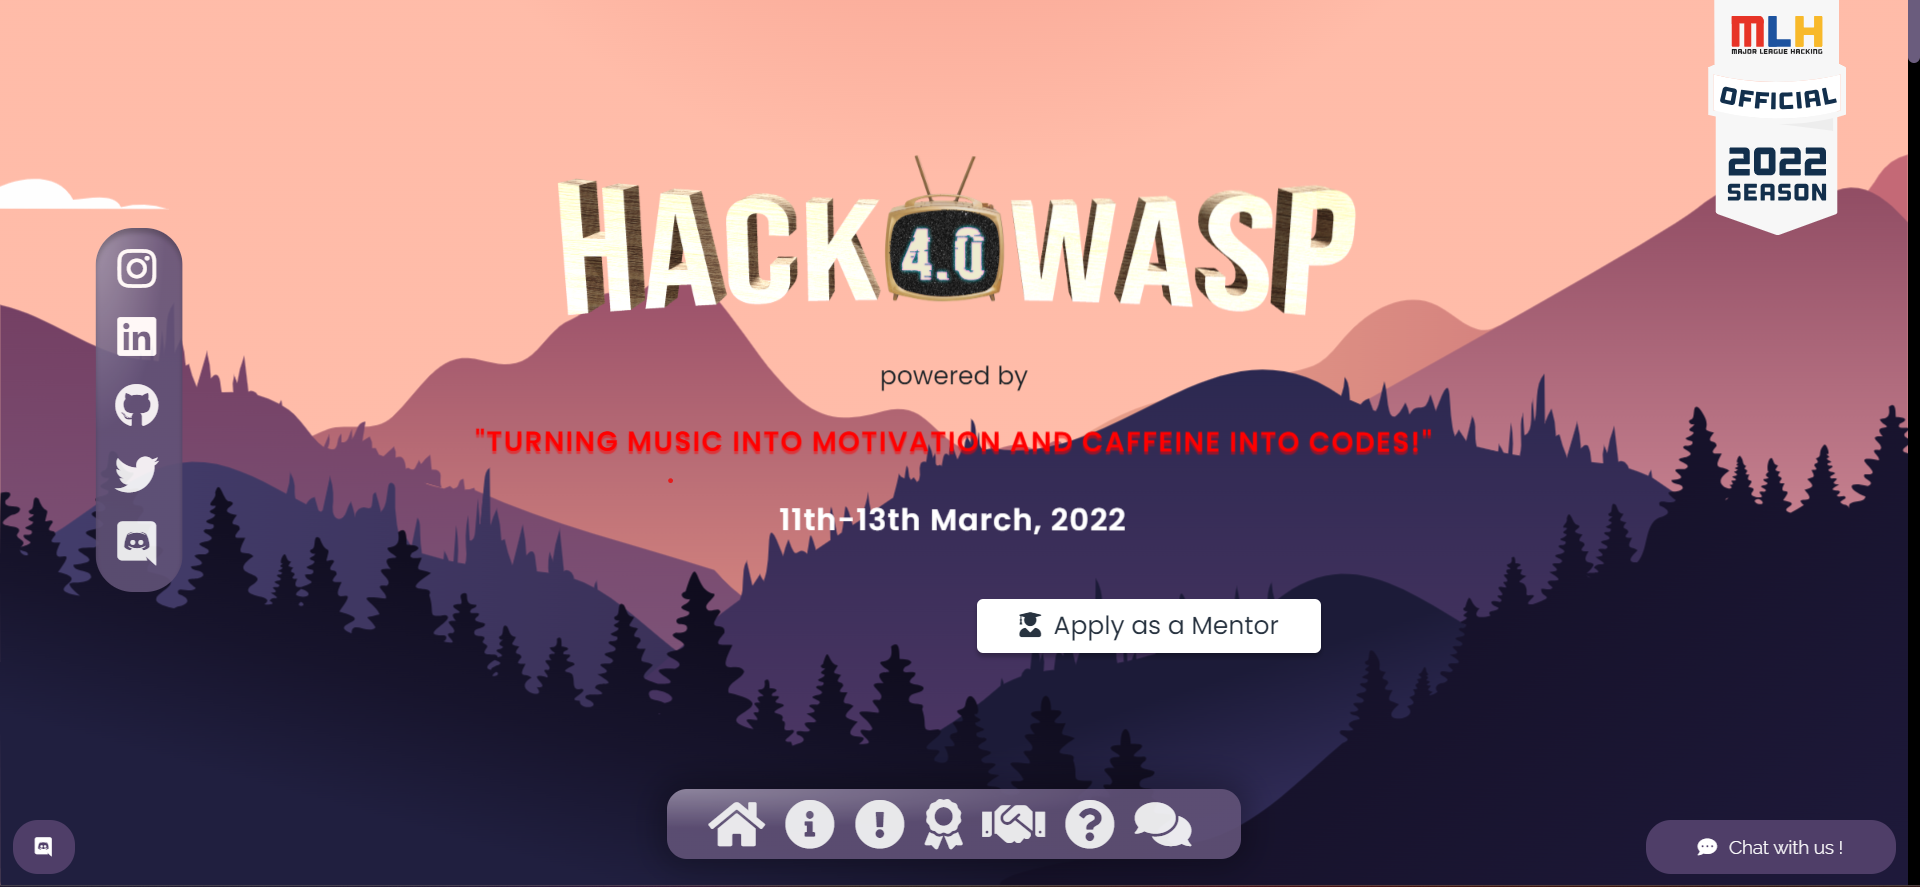 MLH
MAJOR LEAGUE HACKING
OFFICIAL
2022
SEASON
HACK 4.0 WASP
powered by
"TURNING MUSIC INTO MOTIVATION AND CAFFEINE INTO CODES!"
11th-13th March, 2022
Apply as a Mentor
Chat with us !